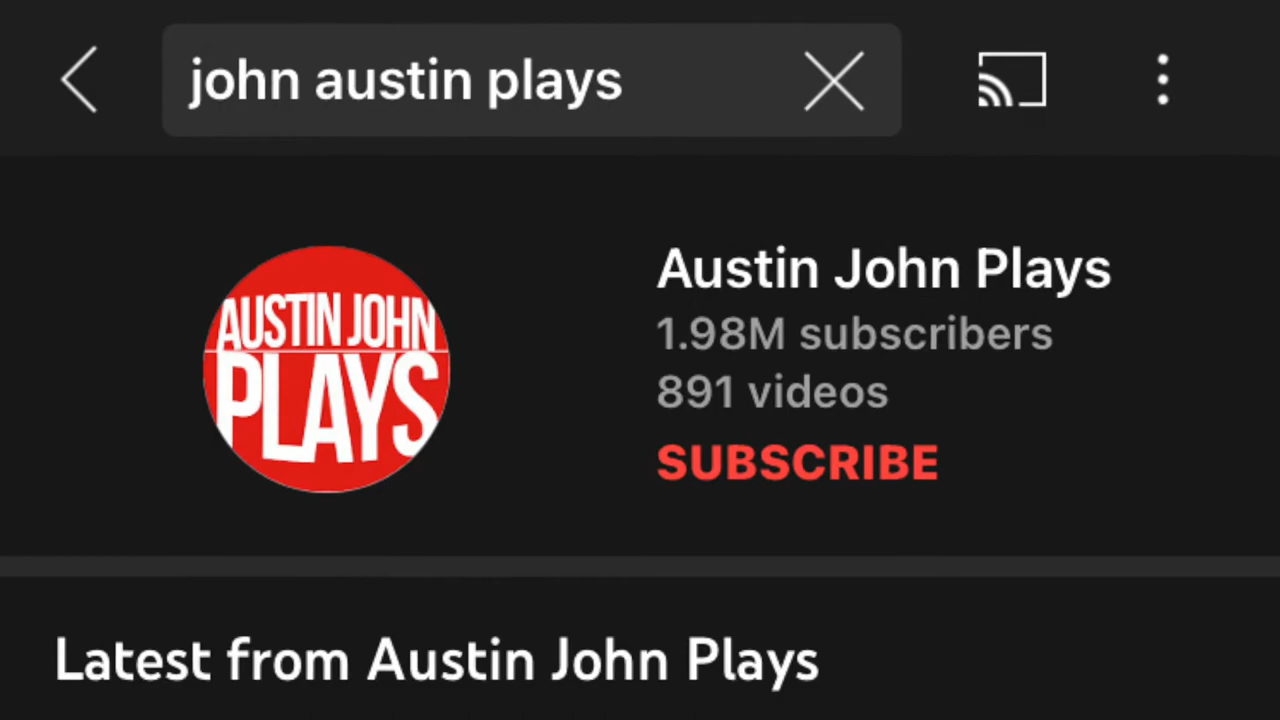 john austin plays
AUSTIN JOHN
PLAYS
Austin John Plays
1.98M subscribers
891 videos
SUBSCRIBE
Latest from Austin John Plays